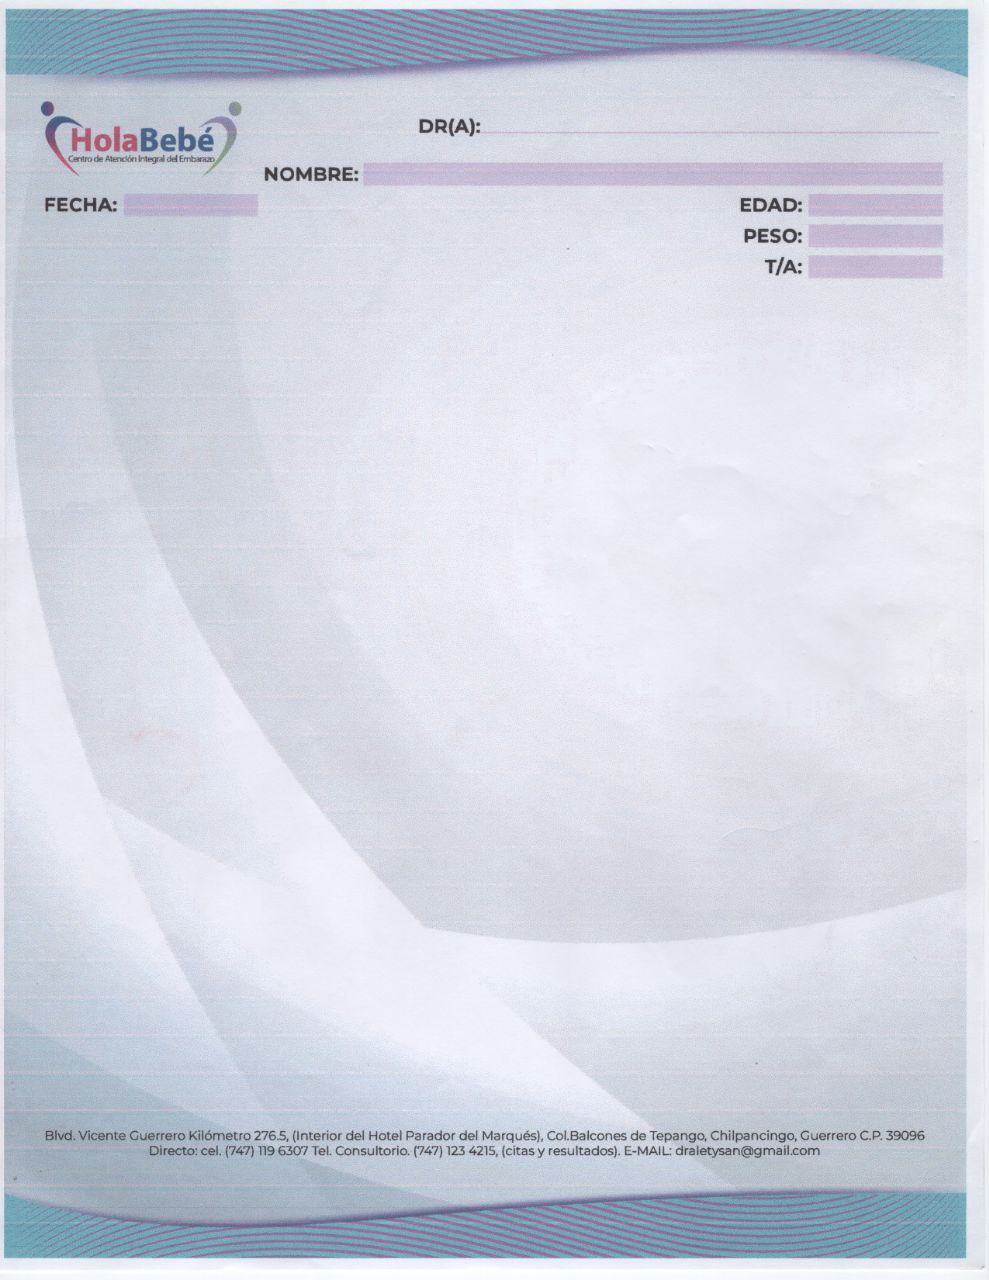 HolaBebé
Centro de Atención Integral del Embarazo
DR(A):
NOMBRE:
FECHA:
EDAD:
PESO:
T/A:
Blvd. Vicente Guerrero Kilómetro 276.5, (Interior del Hotel Parador del Marqués), Col.Balcones de Tepango, Chilpancingo, Guerrero C.P. 39096
Directo: cel. (747) 119 6307 Tel. Consultorio. (747) 123 4215, (citas y resultados). E-MAIL: draletysan@gmail.com